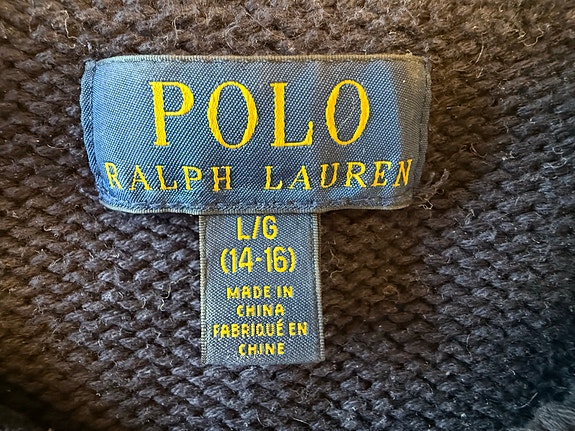 POLO
RALPH LAUREN
L/G
(14-16)
MADE IN
CHINA
FABRIQUÉ EN
CHINE